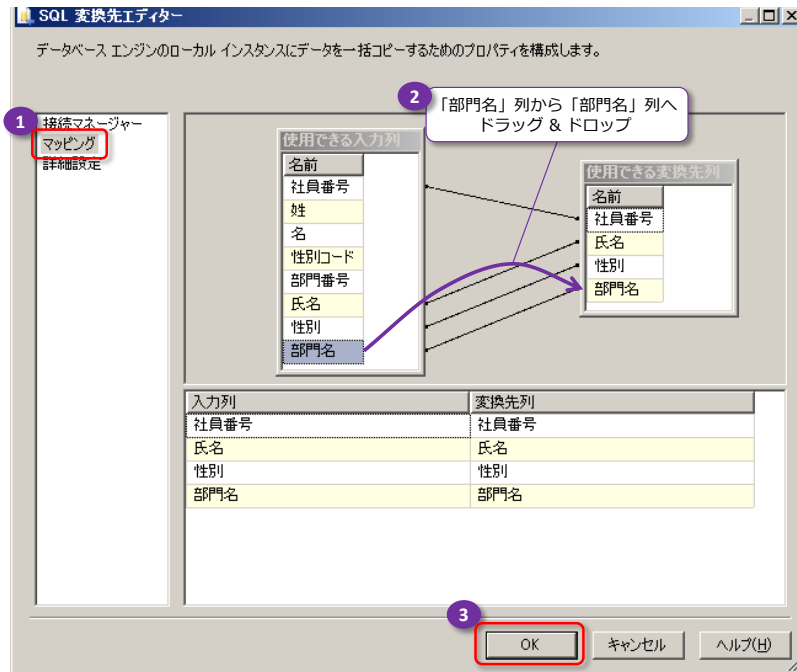 SQL 変換先エディター
データベース エンジンのローカル インスタンスにデータを一括コピーするためのプロパティを構成します。
1
接続マネージャー
マッピング
詳細設定
2
「部門名」列から「部門名」列へ
ドラッグ & ドロップ
使用できる入力列
名前
社員番号
姓
名
性別コード
部門番号
氏名
性別
部門名
使用できる変換先列
名前
社員番号
氏名
性別
部門名
入力列 変換先列
社員番号 社員番号
氏名 氏名
性別 性別
部門名 部門名
3
OK キャンセル ヘルプ(H)